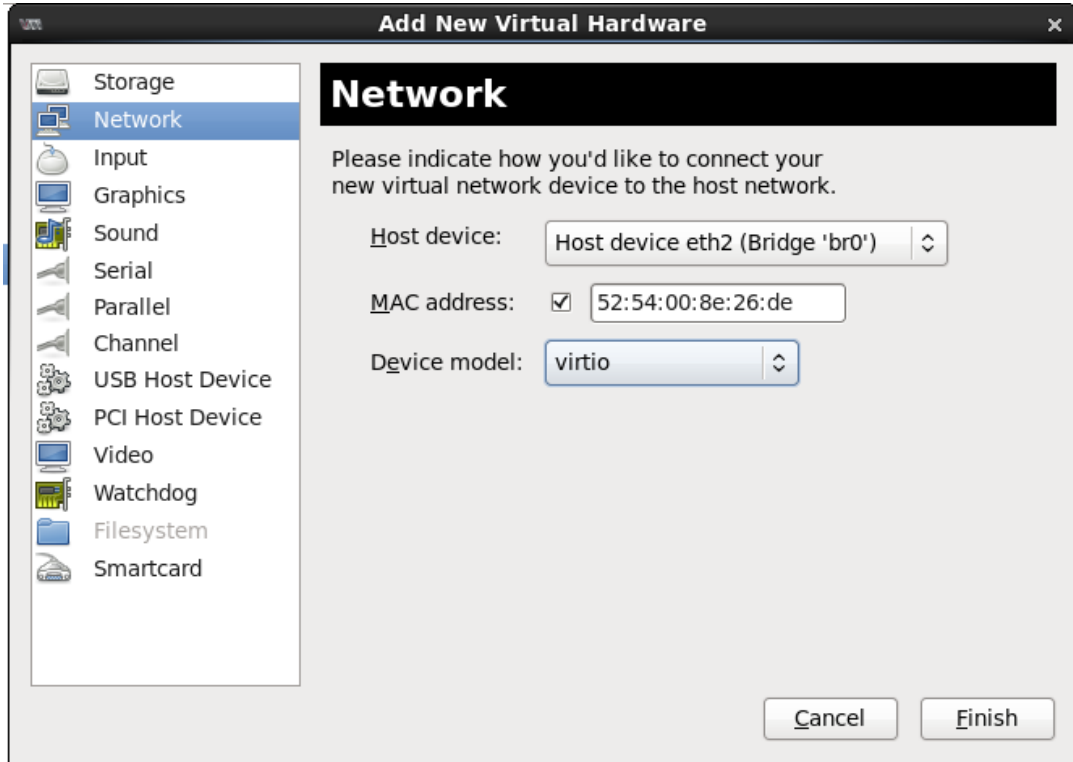 Add New Virtual Hardware
Storage
Network
Input
Graphics
Sound
Serial
Parallel
Channel
USB Host Device
PCI Host Device
Video
Watchdog
Filesystem
Smartcard
Network
Please indicate how you'd like to connect your
new virtual network device to the host network.
Host device: Host device eth2 (Bridge 'br0')
MAC address: 52:54:00:8e:26:de
Device model: virtio
Cancel Finish